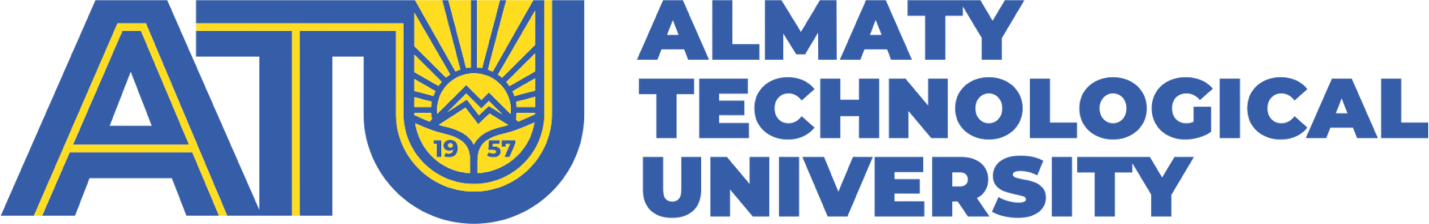 ATU
19 57
ALMATY
TECHNOLOGICAL
UNIVERSITY